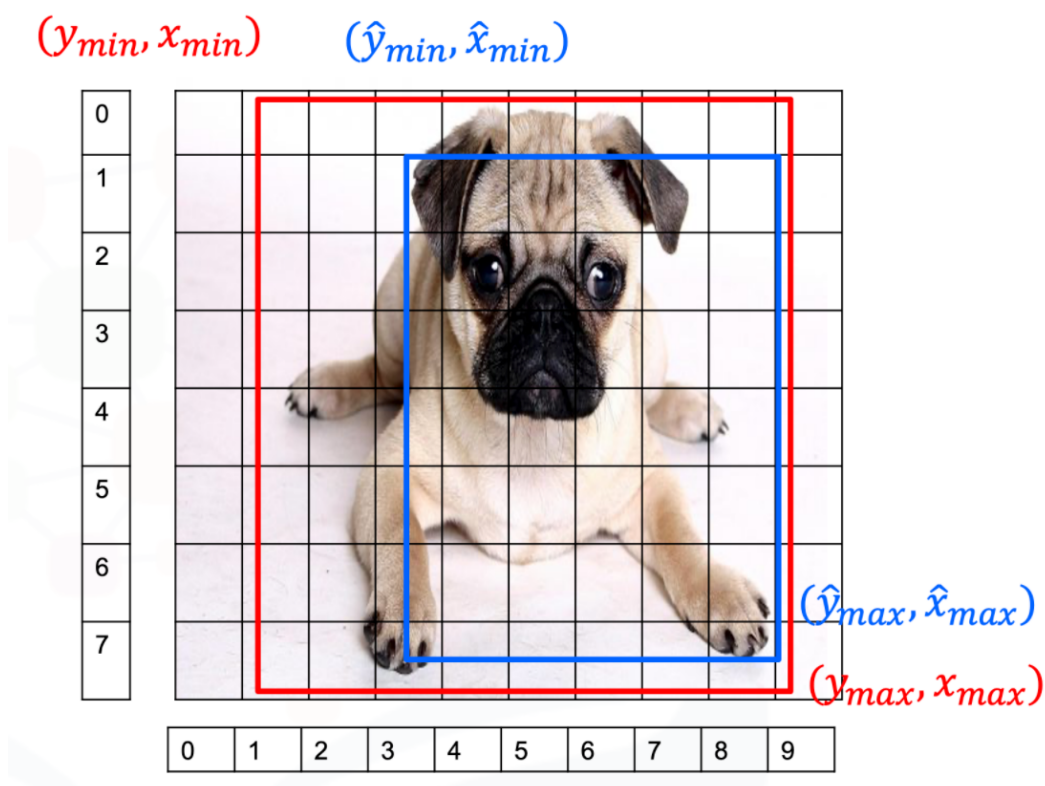 (y_min, x_min) (ŷ_min, x̂_min)
0
1
2
3
4
5
6
7
(ŷ_max, x̂_max)
(y_max, x_max)
0 1 2 3 4 5 6 7 8 9